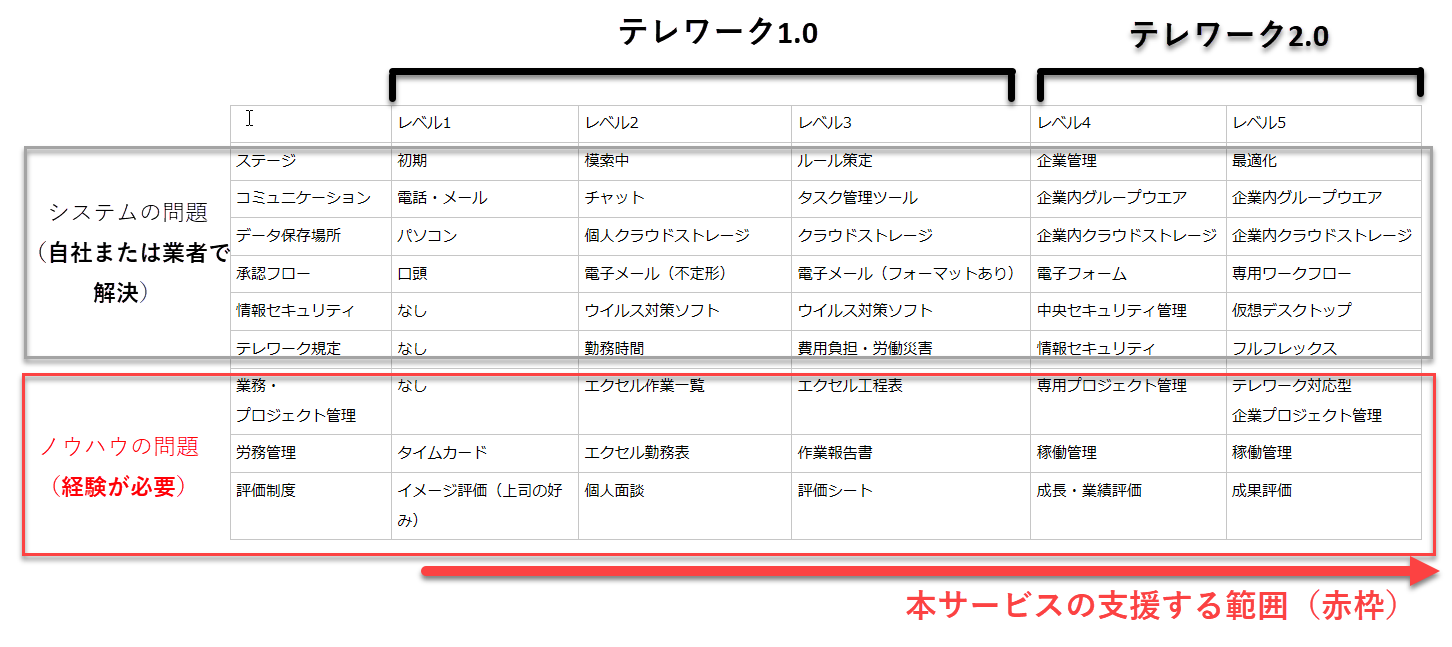 テレワーク1.0 テレワーク2.0
レベル1 レベル2 レベル3 レベル4 レベル5
ステージ 初期 模索中 ルール策定 企業管理 最適化
コミュニケーション 電話・メール チャット タスク管理ツール 企業内グループウエア 企業内グループウエア
データ保存場所 パソコン 個人クラウドストレージ クラウドストレージ 企業内クラウドストレージ 企業内クラウドストレージ
承認フロー 口頭 電子メール（不定形） 電子メール（フォーマットあり） 電子フォーム 専用ワークフロー
情報セキュリティ なし ウイルス対策ソフト ウイルス対策ソフト 中央セキュリティ管理 仮想デスクトップ
テレワーク規定 なし 勤務時間 費用負担・労働災害 情報セキュリティ フルフレックス
システムの問題
（自社または業者で
解決）
業務・ なし エクセル作業一覧 エクセル工程表 専用プロジェクト管理 テレワーク対応型
プロジェクト管理 企業プロジェクト管理
労務管理 タイムカード エクセル勤務表 作業報告書 稼働管理 稼働管理
評価制度 イメージ評価（上司の好 個人面談 評価シート 成長・業績評価 成果評価
み）
ノウハウの問題
（経験が必要）
本サービスの支援する範囲（赤枠）